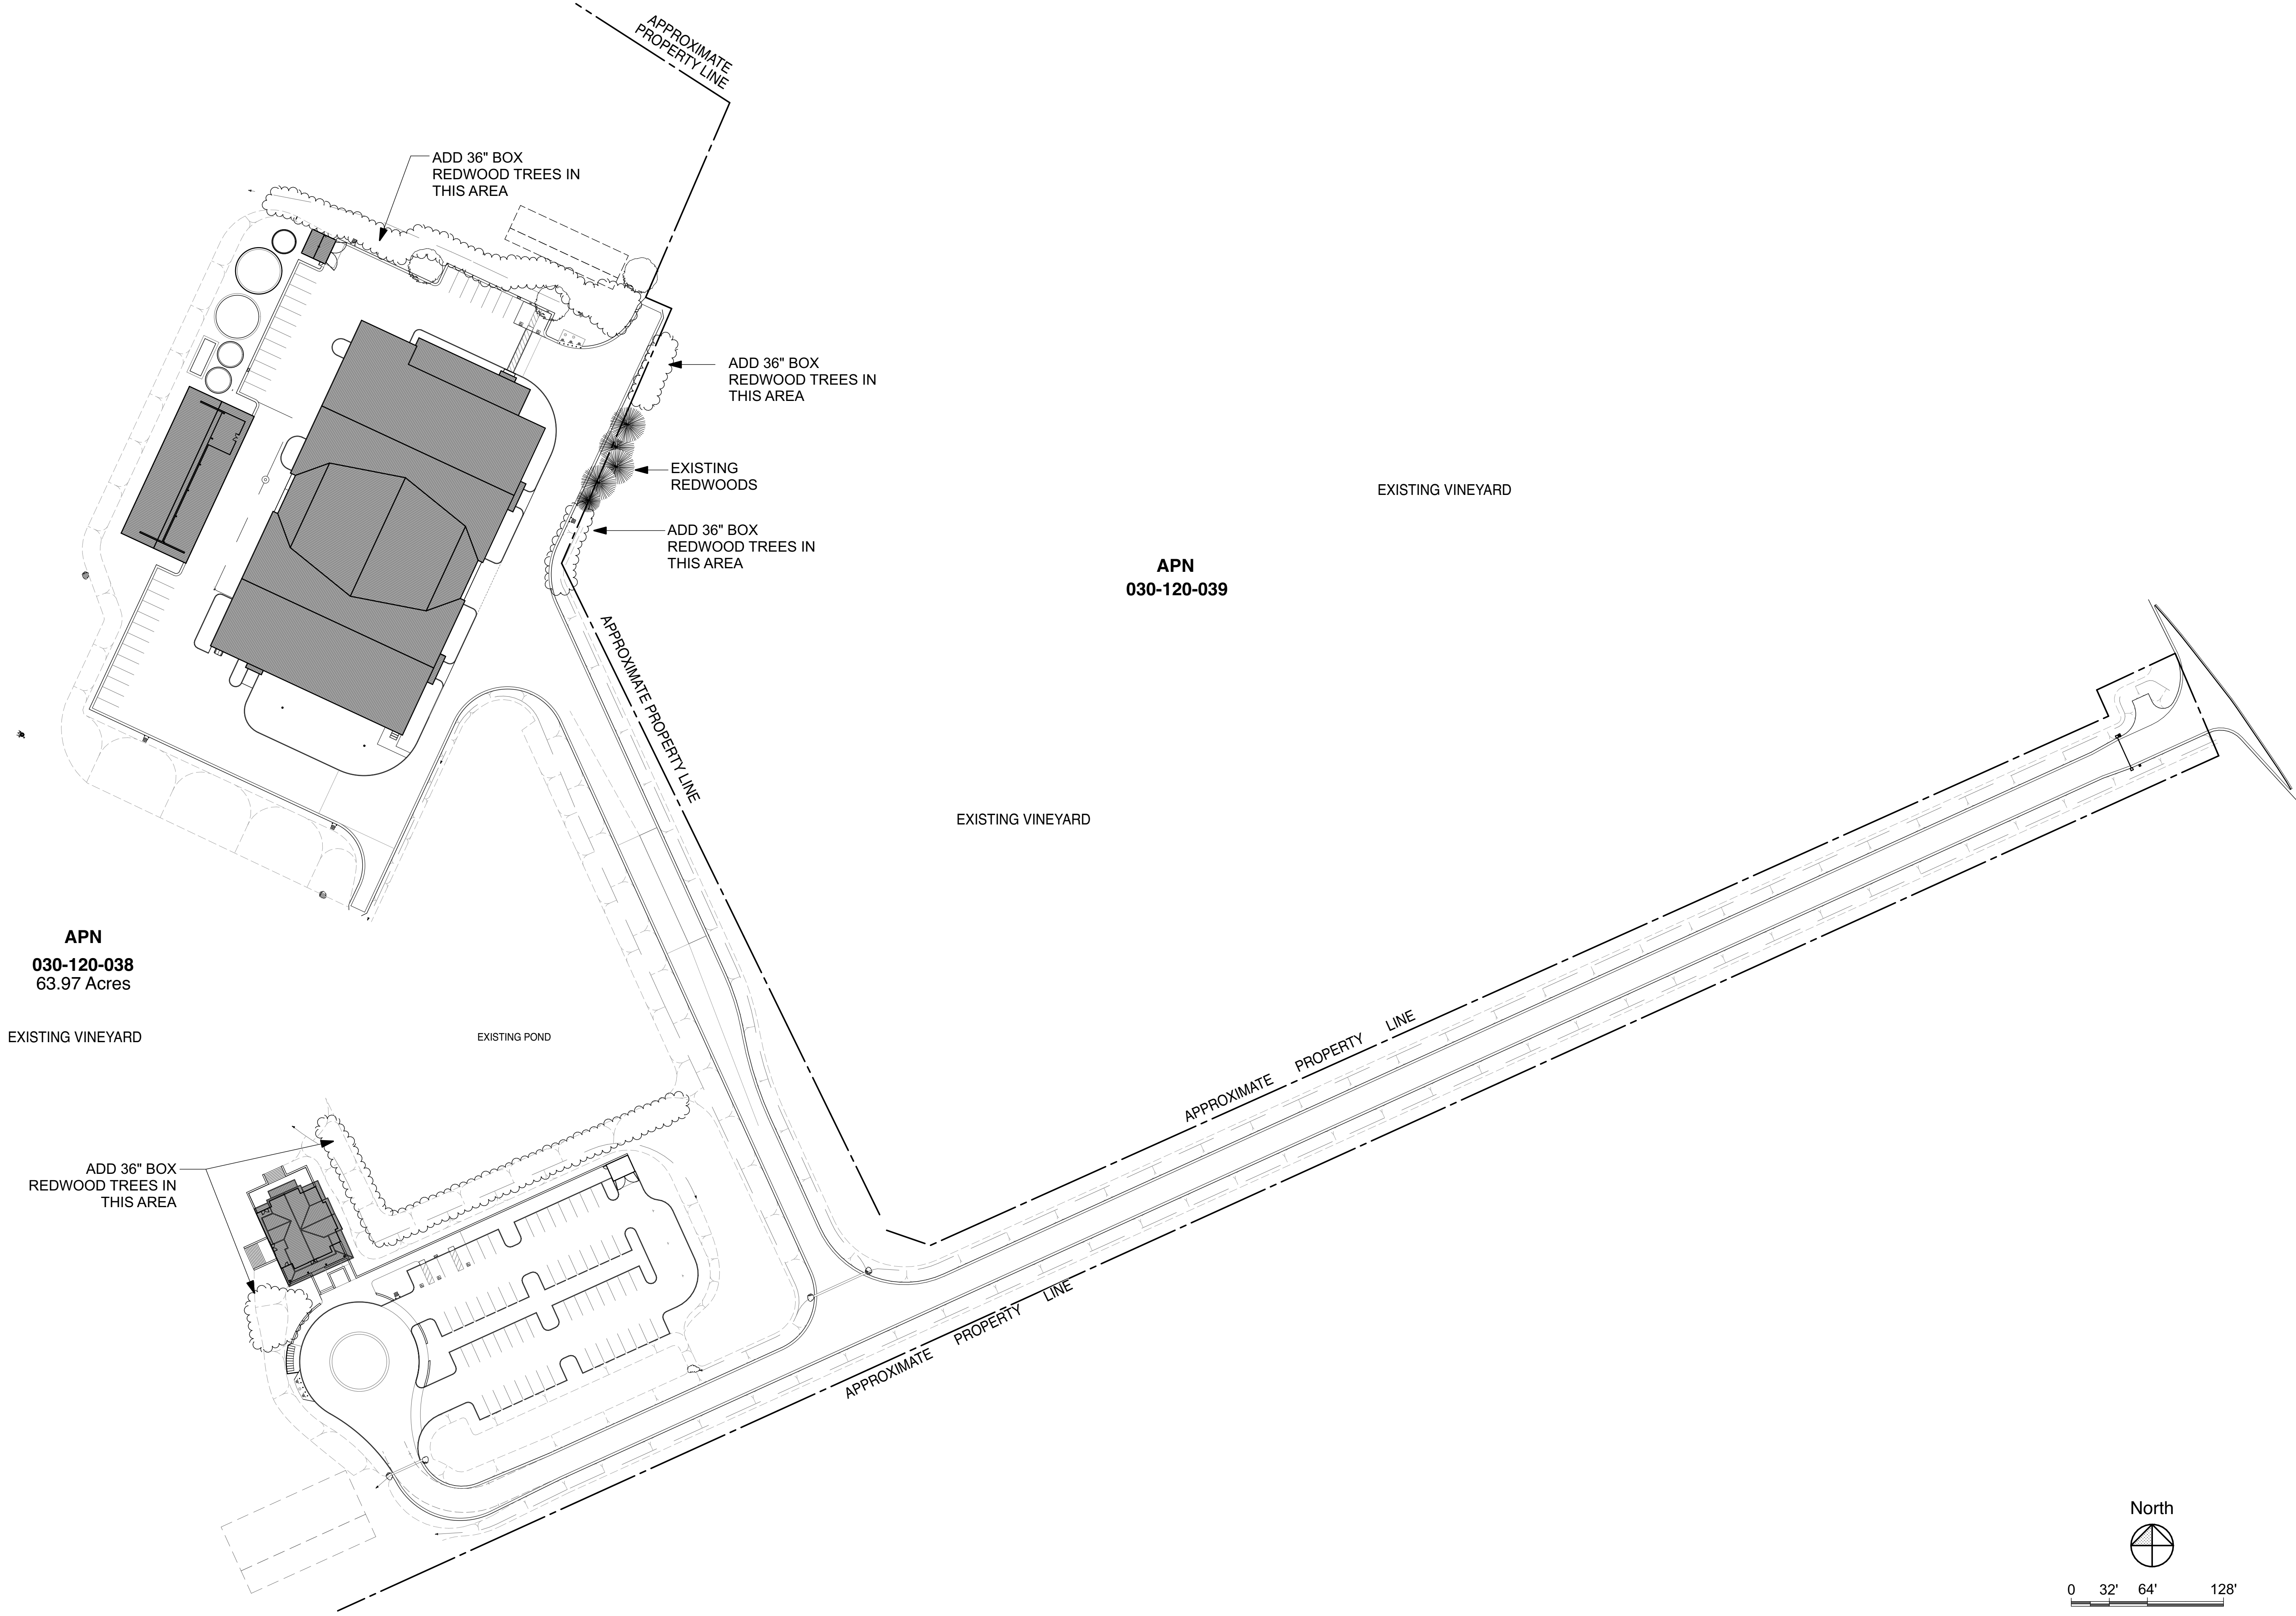 APPROXIMATE
PROPERTY LINE
ADD 36" BOX
REDWOOD TREES IN
THIS AREA
ADD 36" BOX
REDWOOD TREES IN
THIS AREA
EXISTING
REDWOODS
ADD 36" BOX
REDWOOD TREES IN
THIS AREA
EXISTING VINEYARD
APN
030-120-039
APPROXIMATE PROPERTY LINE
EXISTING VINEYARD
APN
030-120-038
63.97 Acres
EXISTING VINEYARD
EXISTING POND
APPROXIMATE PROPERTY LINE
ADD 36" BOX
REDWOOD TREES IN
THIS AREA
APPROXIMATE PROPERTY LINE
North
0 32' 64' 128'